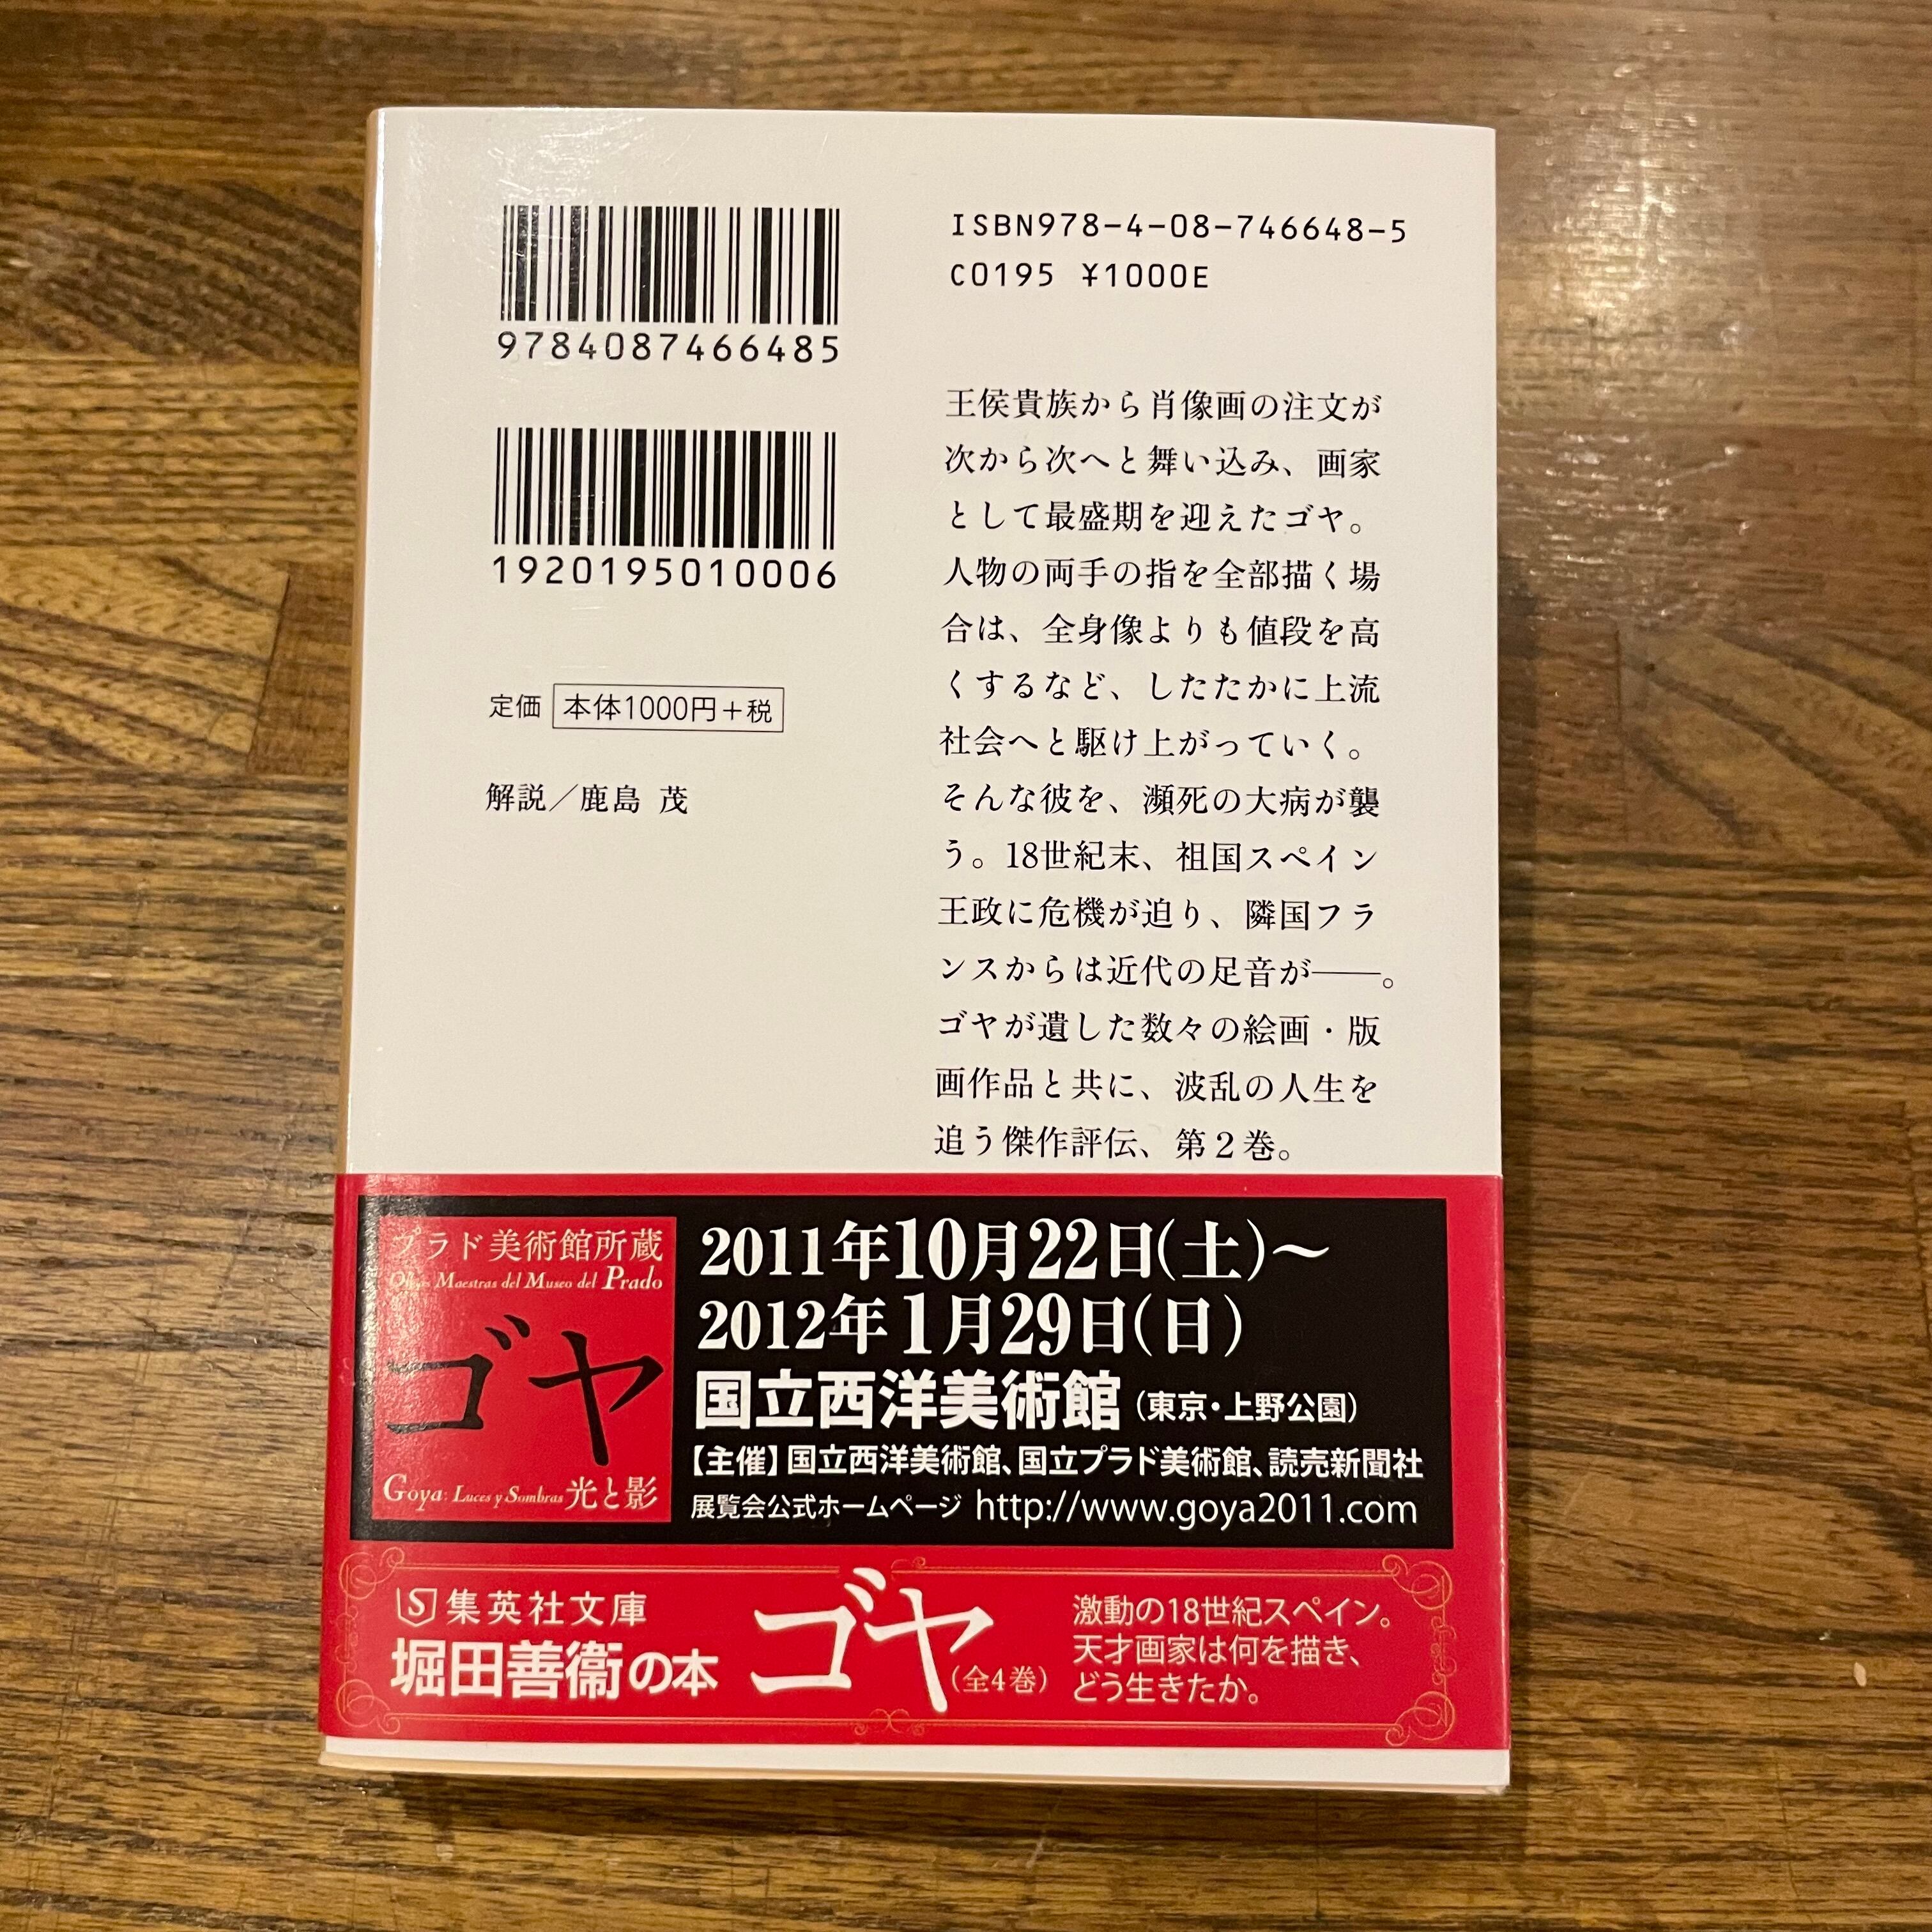 9784087466485
1920195010006
定価 本体1000円+税
解説／鹿島 茂
ISBN978-4-08-746648-5
C0195 ¥1000E
王侯貴族から肖像画の注文が
次から次へと舞い込み、画家
として最盛期を迎えたゴヤ。
人物の両手の指を全部描く場
合は、全身像よりも値段を高
くするなど、したたかに上流
社会へと駆け上がっていく。
そんな彼を、瀕死の大病が襲
う。18世紀末、祖国スペイン
王政に危機が迫り、隣国フラ
ンスからは近代の足音が――。
ゴヤが遺した数々の絵画・版
画作品と共に、波乱の人生を
追う傑作評伝、第2巻。
プラド美術館所蔵
Obras Maestras del Museo del Prado
ゴヤ
Goya: Luces y Sombras 光と影
2011年10月22日(土)〜
2012年1月29日(日)
国立西洋美術館（東京・上野公園）
【主催】国立西洋美術館、国立プラド美術館、読売新聞社
展覧会公式ホームページ http://www.goya2011.com
S 集英社文庫
堀田善衞の本
ゴヤ（全4巻）
激動の18世紀スペイン。
天才画家は何を描き、
どう生きたか。